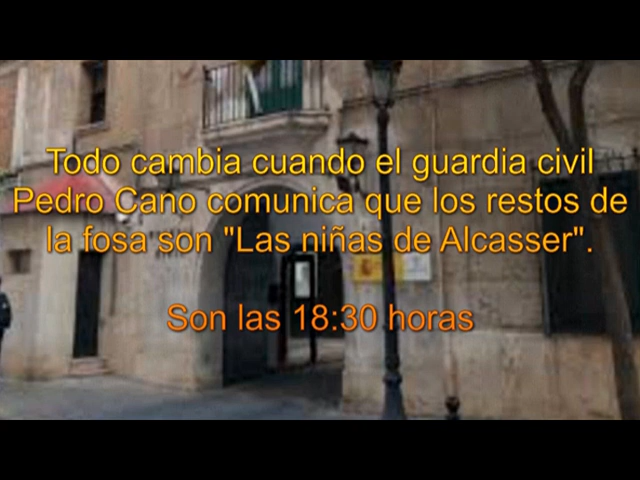 Todo cambia cuando el guardia civil
Pedro Cano comunica que los restos de
la fosa son "Las niñas de Alcasser".
Son las 18:30 horas